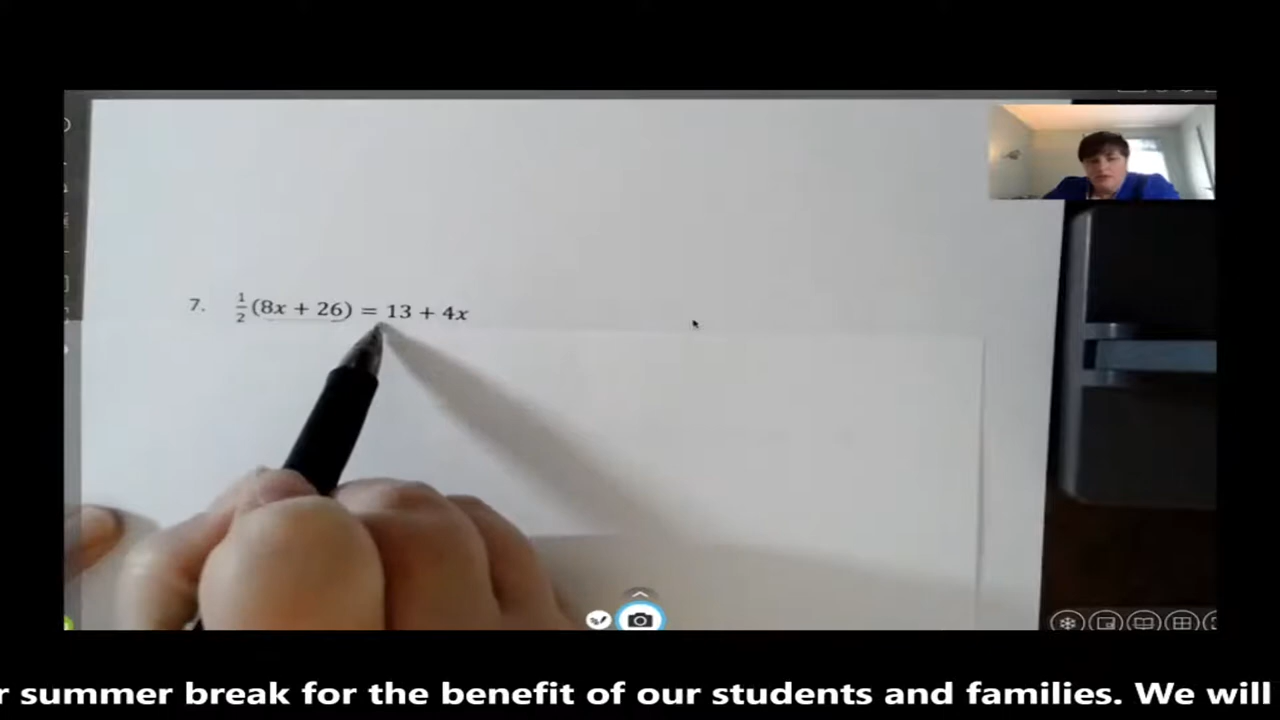 7. ½(8x + 26) = 13 + 4x
r summer break for the benefit of our students and families. We will